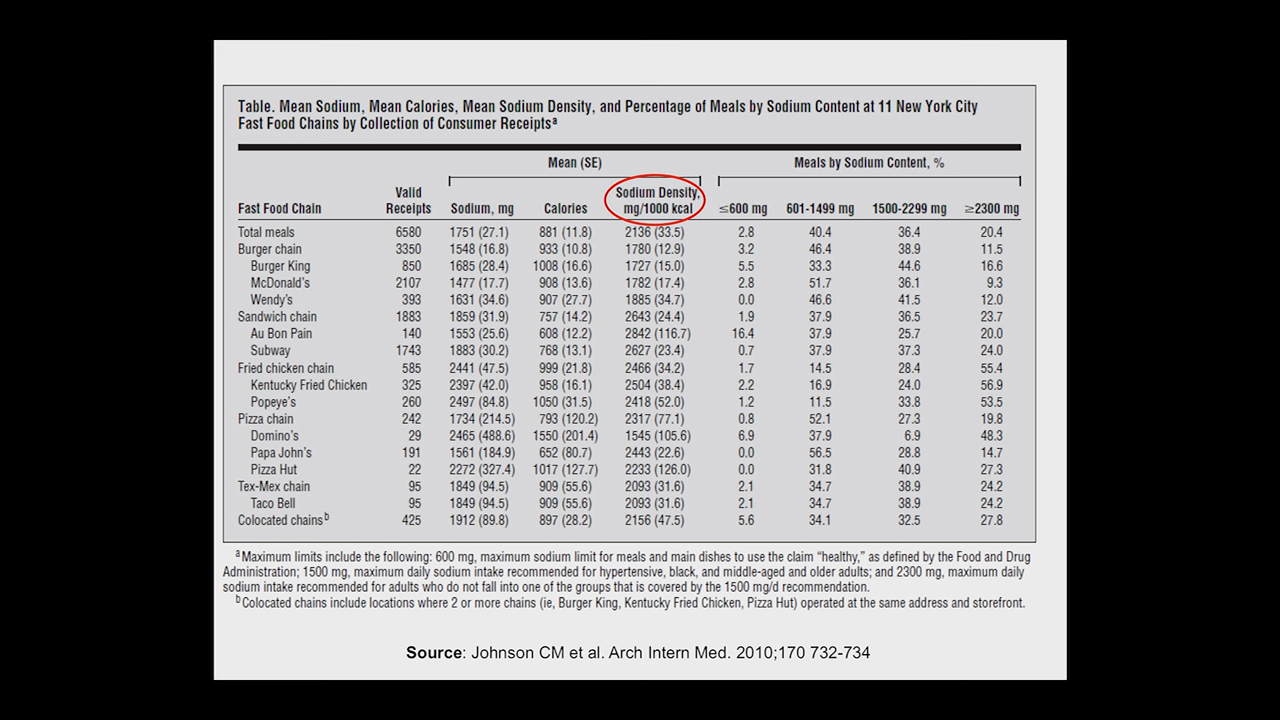 Table. Mean Sodium, Mean Calories, Mean Sodium Density, and Percentage of Meals by Sodium Content at 11 New York City
Fast Food Chains by Collection of Consumer Receiptsᵃ
Mean (SE) Meals by Sodium Content, %
Valid Sodium Density,
Fast Food Chain Receipts Sodium, mg Calories mg/1000 kcal ≤600 mg 601-1499 mg 1500-2299 mg ≥2300 mg
Total meals 6580 1751 (27.1) 881 (11.8) 2136 (33.5) 2.8 40.4 36.4 20.4
Burger chain 3350 1548 (16.8) 933 (10.8) 1780 (12.9) 3.2 46.4 38.9 11.5
Burger King 850 1685 (28.4) 1008 (16.6) 1727 (15.0) 5.5 33.3 44.6 16.6
McDonald's 2107 1477 (17.7) 908 (13.6) 1782 (17.4) 2.8 51.7 36.1 9.3
Wendy's 393 1631 (34.6) 907 (27.7) 1885 (34.7) 0.0 46.6 41.5 12.0
Sandwich chain 1883 1859 (31.9) 757 (14.2) 2643 (24.4) 1.9 37.9 36.5 23.7
Au Bon Pain 140 1553 (25.6) 608 (12.2) 2842 (116.7) 16.4 37.9 25.7 20.0
Subway 1743 1883 (30.2) 768 (13.1) 2627 (23.4) 0.7 37.9 37.3 24.0
Fried chicken chain 585 2441 (47.5) 999 (21.8) 2466 (34.2) 1.7 14.5 28.4 55.4
Kentucky Fried Chicken 325 2397 (42.0) 958 (16.1) 2504 (38.4) 2.2 16.9 24.0 56.9
Popeye's 260 2497 (84.8) 1050 (31.5) 2418 (52.0) 1.2 11.5 33.8 53.5
Pizza chain 242 1734 (214.5) 793 (120.2) 2317 (77.1) 0.8 52.1 27.3 19.8
Domino's 29 2465 (488.6) 1550 (201.4) 1545 (105.6) 6.9 37.9 6.9 48.3
Papa John's 191 1561 (184.9) 652 (80.7) 2443 (22.6) 0.0 56.5 28.8 14.7
Pizza Hut 22 2272 (327.4) 1017 (127.7) 2233 (126.0) 0.0 31.8 40.9 27.3
Tex-Mex chain 95 1849 (94.5) 909 (55.6) 2093 (31.6) 2.1 34.7 38.9 24.2
Taco Bell 95 1849 (94.5) 909 (55.6) 2093 (31.6) 2.1 34.7 38.9 24.2
Colocated chainsᵇ 425 1912 (89.8) 897 (28.2) 2156 (47.5) 5.6 34.1 32.5 27.8
ᵃMaximum limits include the following: 600 mg, maximum sodium limit for meals and main dishes to use the claim “healthy,” as defined by the Food and Drug
Administration; 1500 mg, maximum daily sodium intake recommended for hypertensive, black, and middle-aged and older adults; and 2300 mg, maximum daily
sodium intake recommended for adults who do not fall into one of the groups that is covered by the 1500 mg/d recommendation.
ᵇColocated chains include locations where 2 or more chains (ie, Burger King, Kentucky Fried Chicken, Pizza Hut) operated at the same address and storefront.
Source: Johnson CM et al. Arch Intern Med. 2010;170 732-734